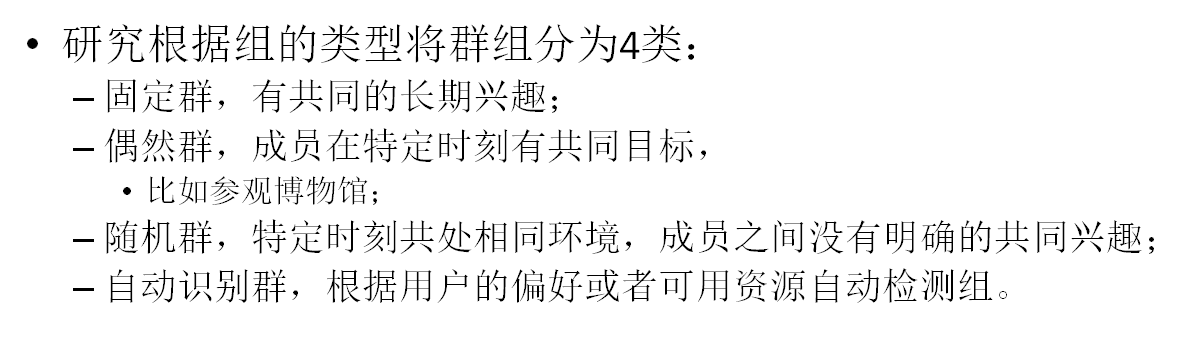 • 研究根据组的类型将群组分为4类：
– 固定群，有共同的长期兴趣；
– 偶然群，成员在特定时刻有共同目标，
• 比如参观博物馆；
– 随机群，特定时刻共处相同环境，成员之间没有明确的共同兴趣；
– 自动识别群，根据用户的偏好或者可用资源自动检测组。